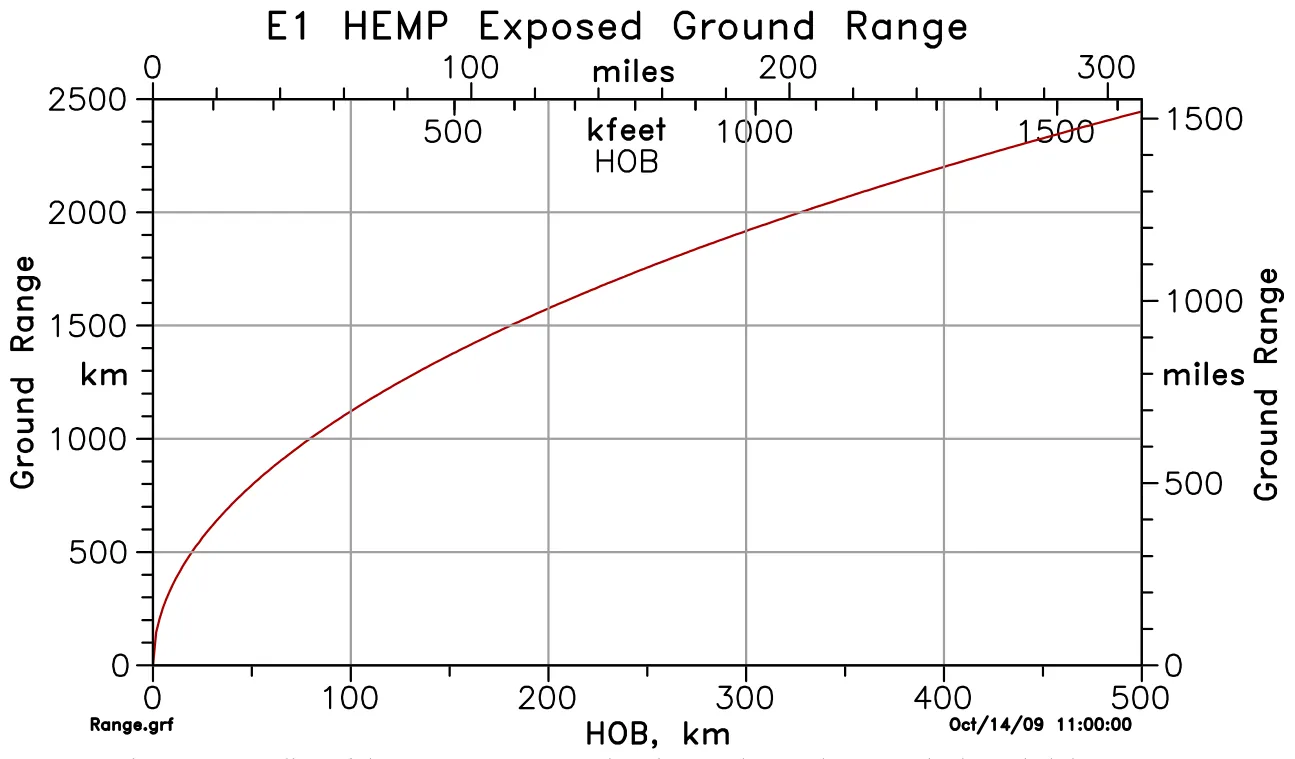 E1 HEMP Exposed Ground Range
0 100 miles 200 300
500 kfeet 1000 1500
HOB
2500
2000
1500
1000
500
0
Ground Range
km
1500
1000
500
0
miles
Ground Range
0 100 200 300 400 500
HOB, km
Range.grf
Oct/14/09 11:00:00